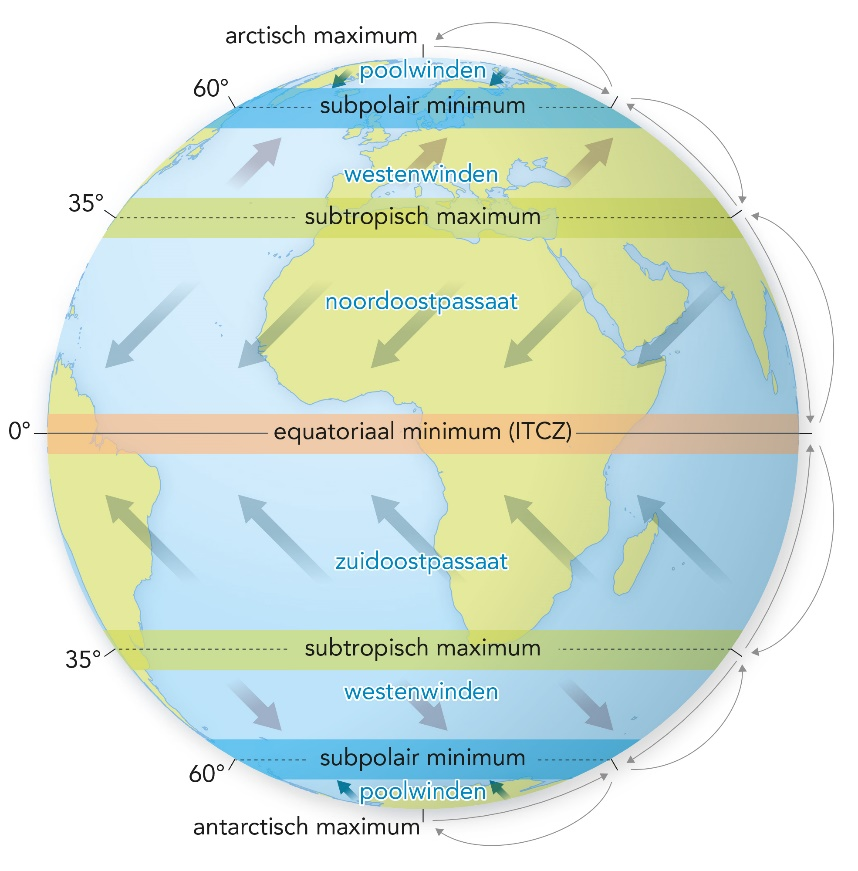 arctisch maximum
poolwinden
60°
subpolair minimum
westenwinden
35°
subtropisch maximum
noordoostpassaat
0°
equatoriaal minimum (ITCZ)
zuidoostpassaat
subtropisch maximum
35°
westenwinden
subpolair minimum
60°
poolwinden
antarctisch maximum